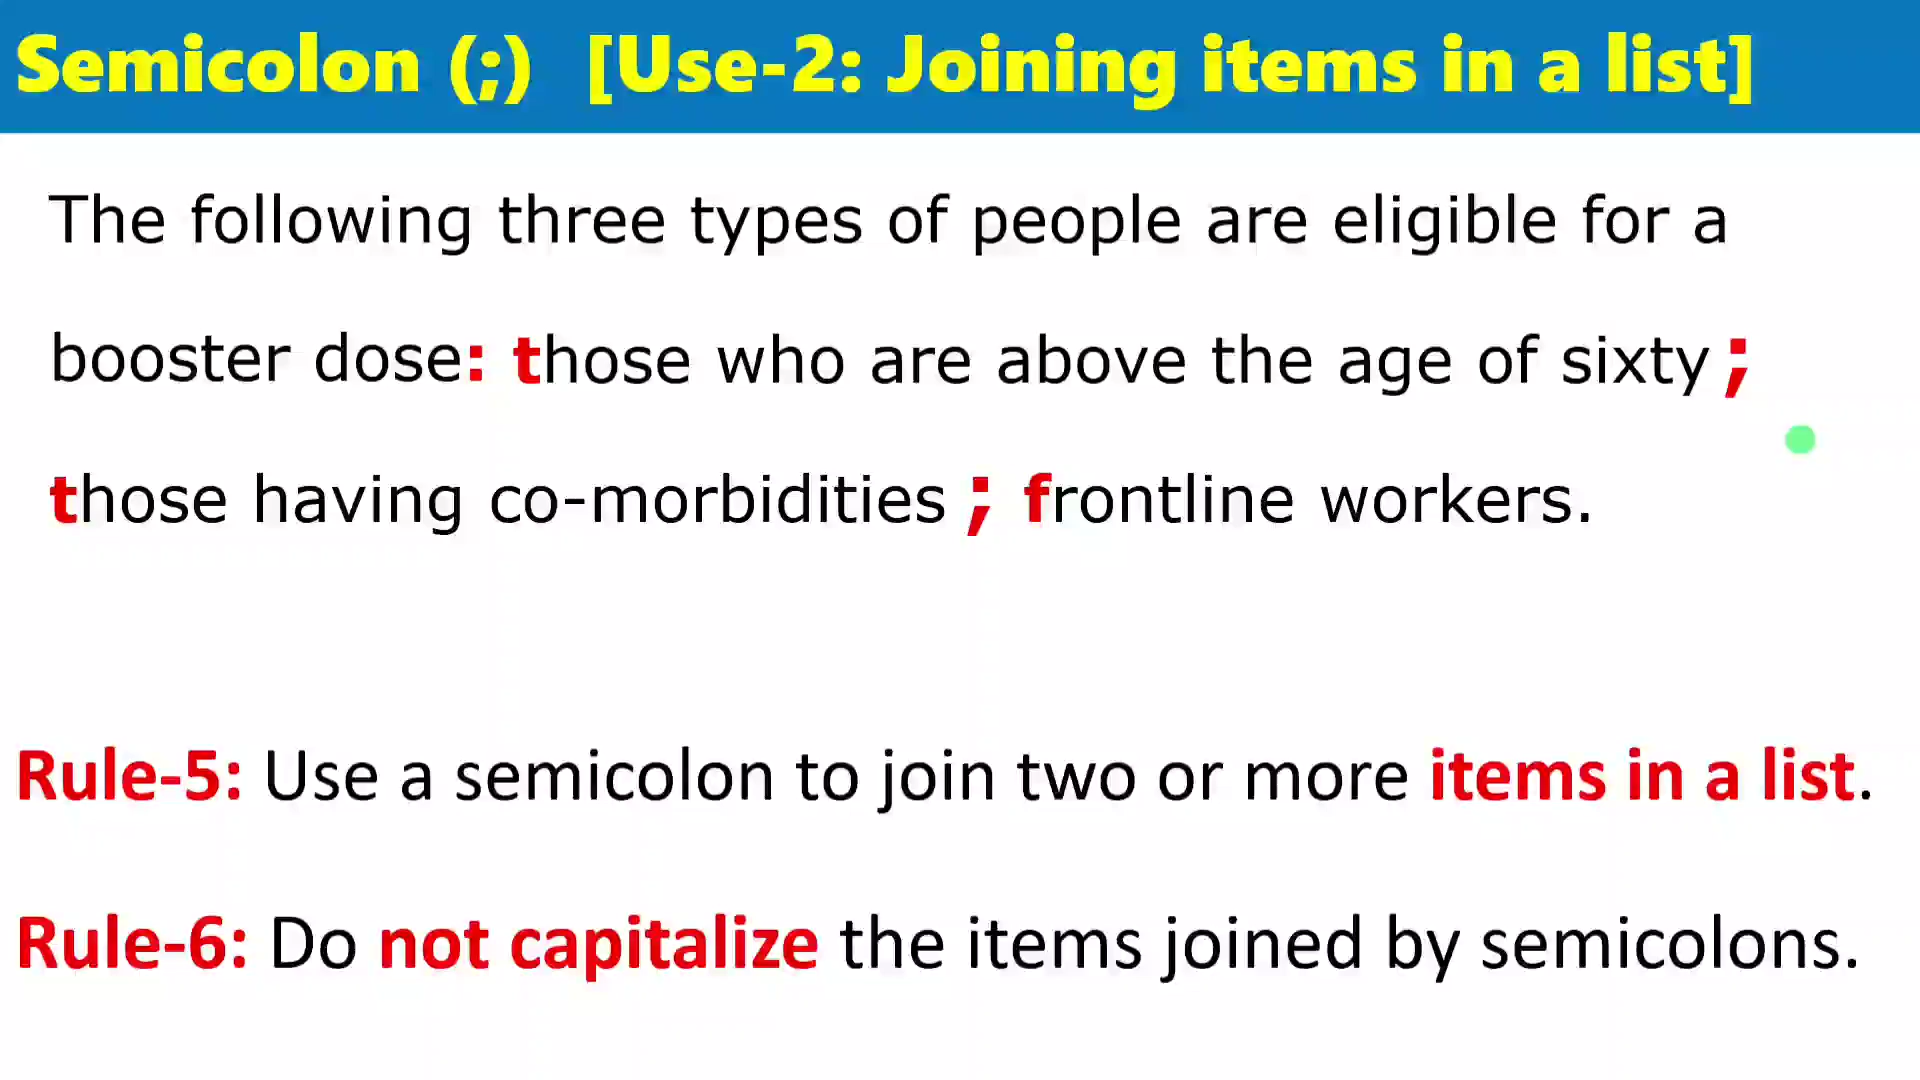 Semicolon (;) [Use-2: Joining items in a list]
The following three types of people are eligible for a
booster dose: those who are above the age of sixty ;
those having co-morbidities ; frontline workers.
Rule-5: Use a semicolon to join two or more items in a list.
Rule-6: Do not capitalize the items joined by semicolons.